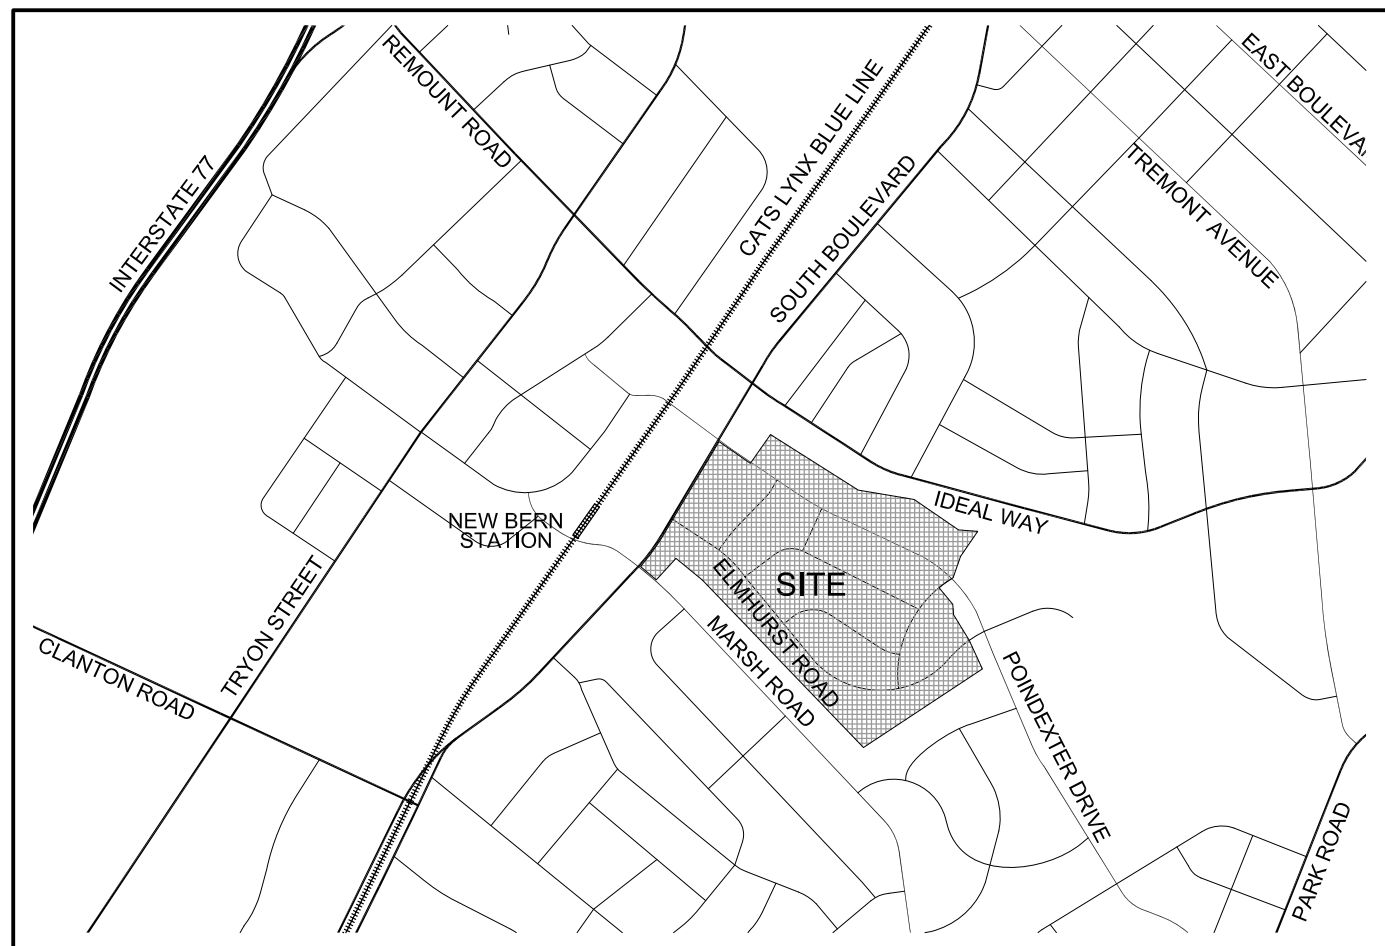 REMOUNT ROAD
CATS LYNX BLUE LINE
EAST BOULEVA
INTERSTATE 77
SOUTH BOULEVARD
TREMONT AVENUE
NEW BERN
STATION
IDEAL WAY
SITE
ELMHURST ROAD
MARSH ROAD
TRYON STREET
CLANTON ROAD
POINDEXTER DRIVE
PARK ROAD